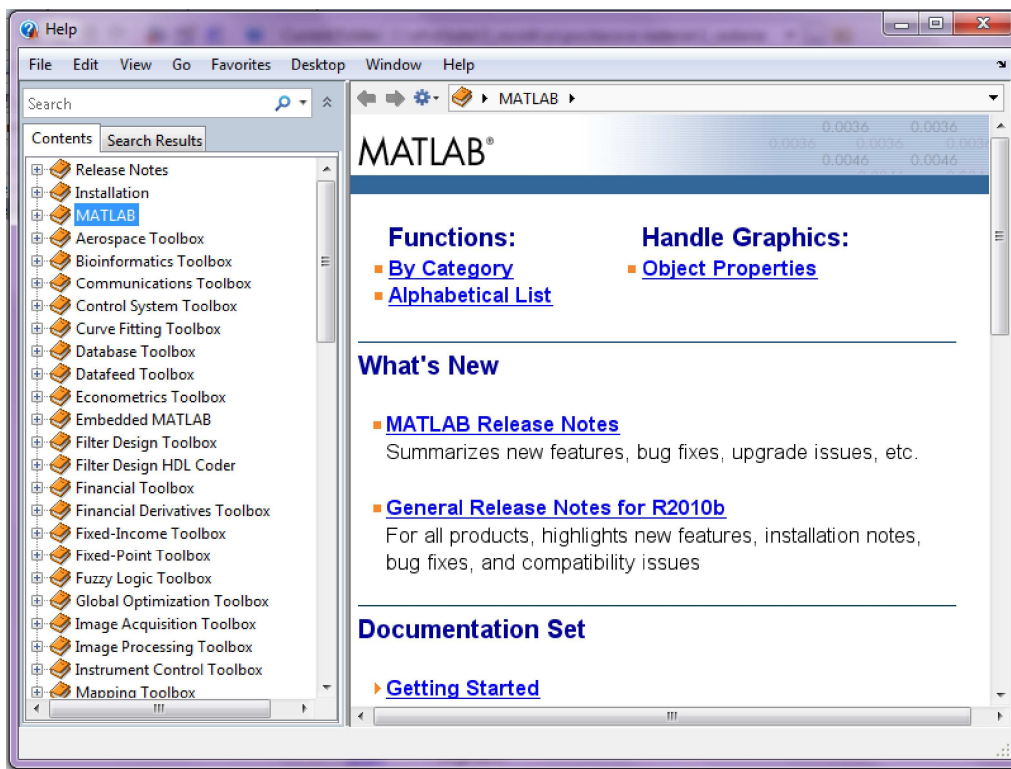 Help
File Edit View Go Favorites Desktop Window Help
Search
Contents Search Results
Release Notes
Installation
MATLAB
Aerospace Toolbox
Bioinformatics Toolbox
Communications Toolbox
Control System Toolbox
Curve Fitting Toolbox
Database Toolbox
Datafeed Toolbox
Econometrics Toolbox
Embedded MATLAB
Filter Design Toolbox
Filter Design HDL Coder
Financial Toolbox
Financial Derivatives Toolbox
Fixed-Income Toolbox
Fixed-Point Toolbox
Fuzzy Logic Toolbox
Global Optimization Toolbox
Image Acquisition Toolbox
Image Processing Toolbox
Instrument Control Toolbox
Mapping Toolbox
MATLAB
MATLAB®
0.0036 0.0036
0.0036 0.0036 0.003
0.0046 0.0046
Functions:
By Category
Alphabetical List
Handle Graphics:
Object Properties
What's New
MATLAB Release Notes
Summarizes new features, bug fixes, upgrade issues, etc.
General Release Notes for R2010b
For all products, highlights new features, installation notes,
bug fixes, and compatibility issues
Documentation Set
Getting Started